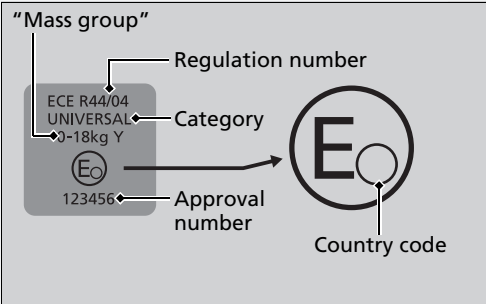 “Mass group”
Regulation number
ECE R44/04
UNIVERSAL
Category
0-18kg Y
E
E
123456
Approval
number
Country code